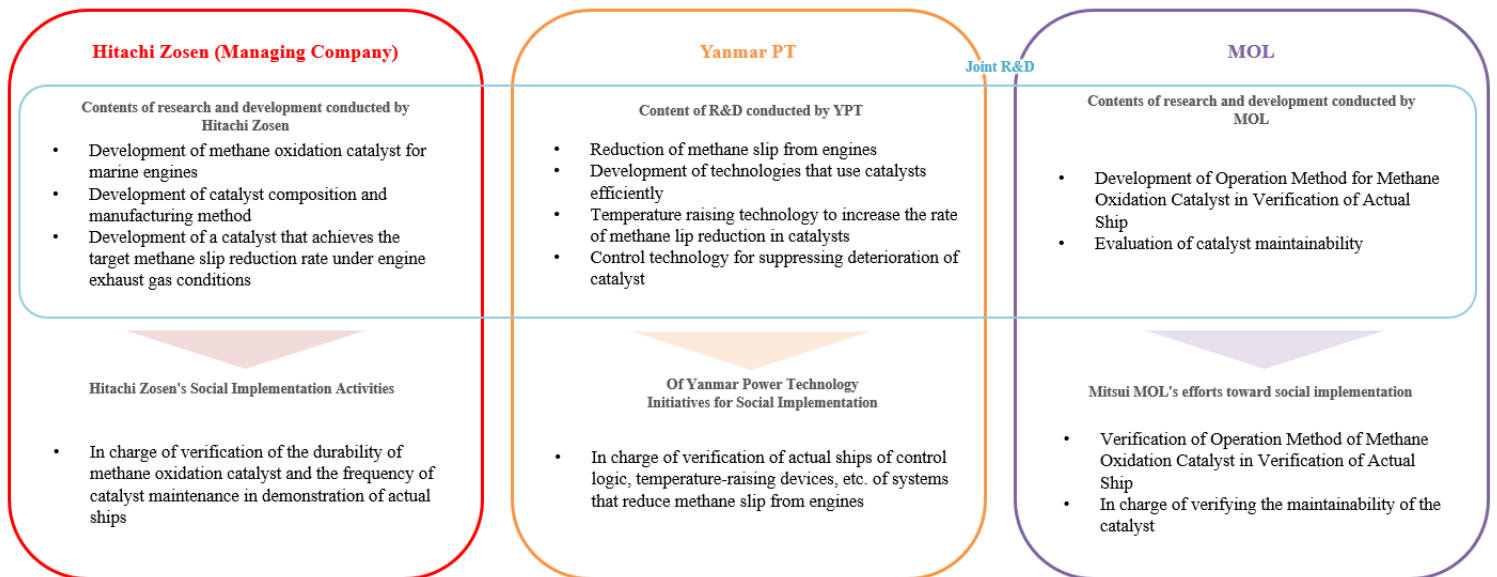 Hitachi Zosen (Managing Company)
Contents of research and development conducted by
Hitachi Zosen
• Development of methane oxidation catalyst for
marine engines
• Development of catalyst composition and
manufacturing method
• Development of a catalyst that achieves the
target methane slip reduction rate under engine
exhaust gas conditions
Hitachi Zosen's Social Implementation Activities
• In charge of verification of the durability of
methane oxidation catalyst and the frequency of
catalyst maintenance in demonstration of actual
ships
Yanmar PT
Joint R&D
Content of R&D conducted by YPT
• Reduction of methane slip from engines
• Development of technologies that use catalysts
efficiently
• Temperature raising technology to increase the rate
of methane lip reduction in catalysts
• Control technology for suppressing deterioration of
catalyst
Of Yanmar Power Technology
Initiatives for Social Implementation
• In charge of verification of actual ships of control
logic, temperature-raising devices, etc. of systems
that reduce methane slip from engines
MOL
Contents of research and development conducted by
MOL
• Development of Operation Method for Methane
Oxidation Catalyst in Verification of Actual
Ship
• Evaluation of catalyst maintainability
Mitsui MOL's efforts toward social implementation
• Verification of Operation Method of Methane
Oxidation Catalyst in Verification of Actual
Ship
• In charge of verifying the maintainability of the
catalyst